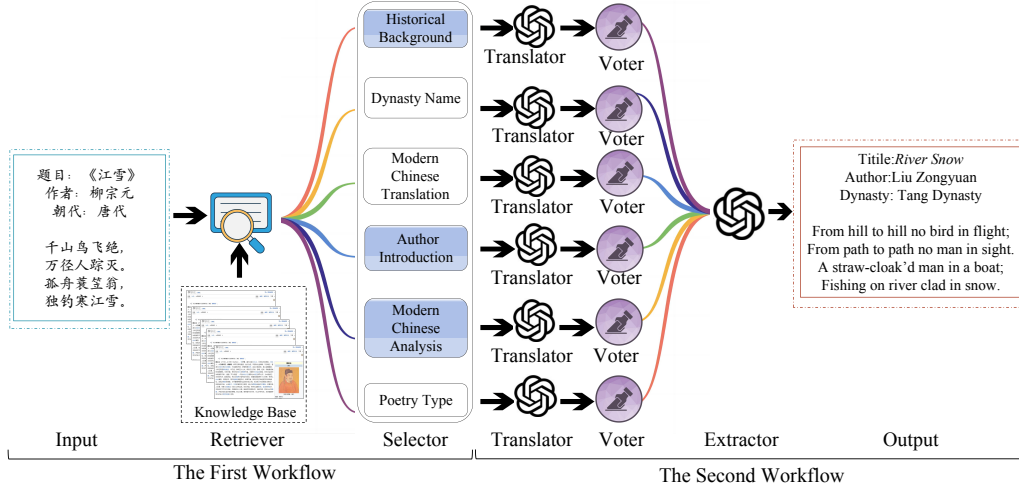 题目：《江雪》
作者：柳宗元
朝代：唐代
千山鸟飞绝，
万径人踪灭。
孤舟蓑笠翁，
独钓寒江雪。
Knowledge Base
Historical
Background
Dynasty Name
Modern
Chinese
Translation
Author
Introduction
Modern
Chinese
Analysis
Poetry Type
Translator
Voter
Translator
Voter
Translator
Voter
Translator
Voter
Translator
Voter
Titile:River Snow
Author:Liu Zongyuan
Dynasty: Tang Dynasty
From hill to hill no bird in flight;
From path to path no man in sight.
A straw-cloak'd man in a boat;
Fishing on river clad in snow.
Input
Retriever
Selector
Translator
Voter
Extractor
Output
The First Workflow
The Second Workflow